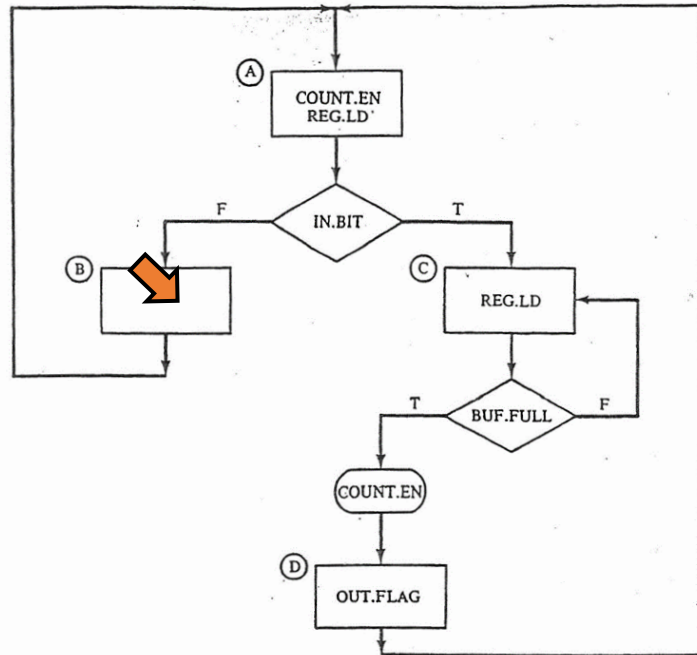 A
COUNT.EN
REG.LD
F
IN.BIT
T
B
C
REG.LD
T
BUF.FULL
F
COUNT.EN
D
OUT.FLAG